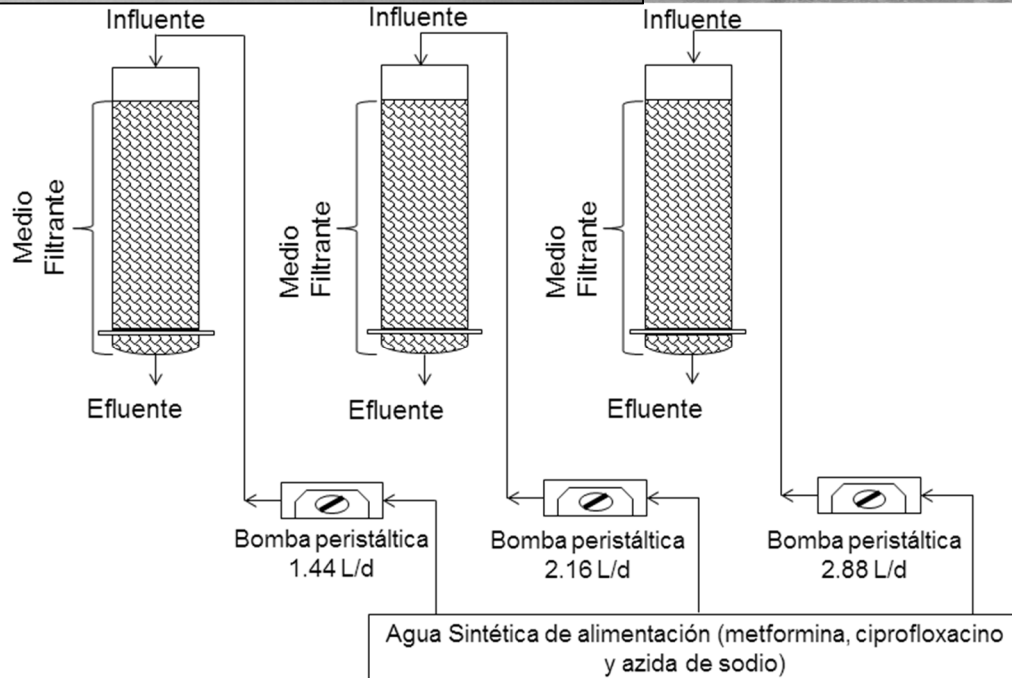 Influente
Influente
Influente
Medio
Filtrante
Medio
Filtrante
Medio
Filtrante
Efluente
Efluente
Efluente
Bomba peristáltica
1.44 L/d
Bomba peristáltica
2.16 L/d
Bomba peristáltica
2.88 L/d
Agua Sintética de alimentación (metformina, ciprofloxacino
y azida de sodio)